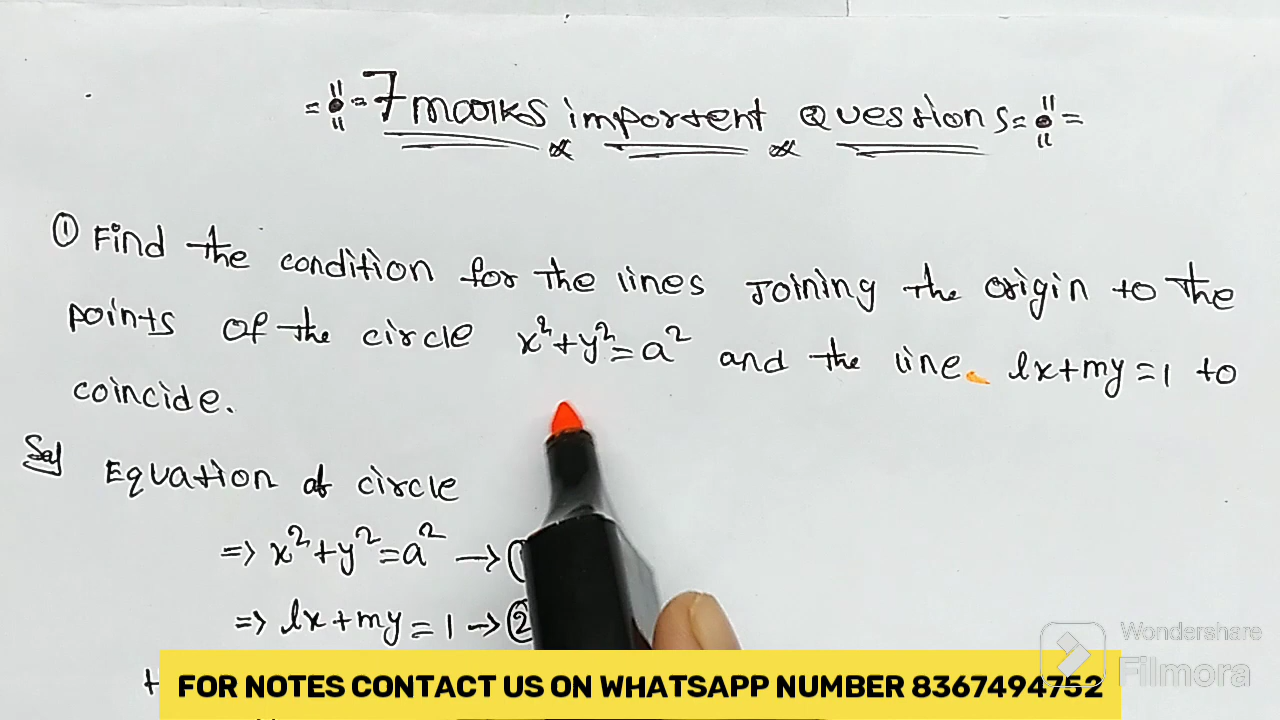 7 marks importent Questions
① Find the condition for the lines Joining the origin to the
points of the circle x²+y²=a² and the line lx+my=1 to
coincide.
Sol Equation of circle
=> x²+y²=a² →①
=> lx+my=1 →②
FOR NOTES CONTACT US ON WHATSAPP NUMBER 8367494752
Wondershare
Filmora